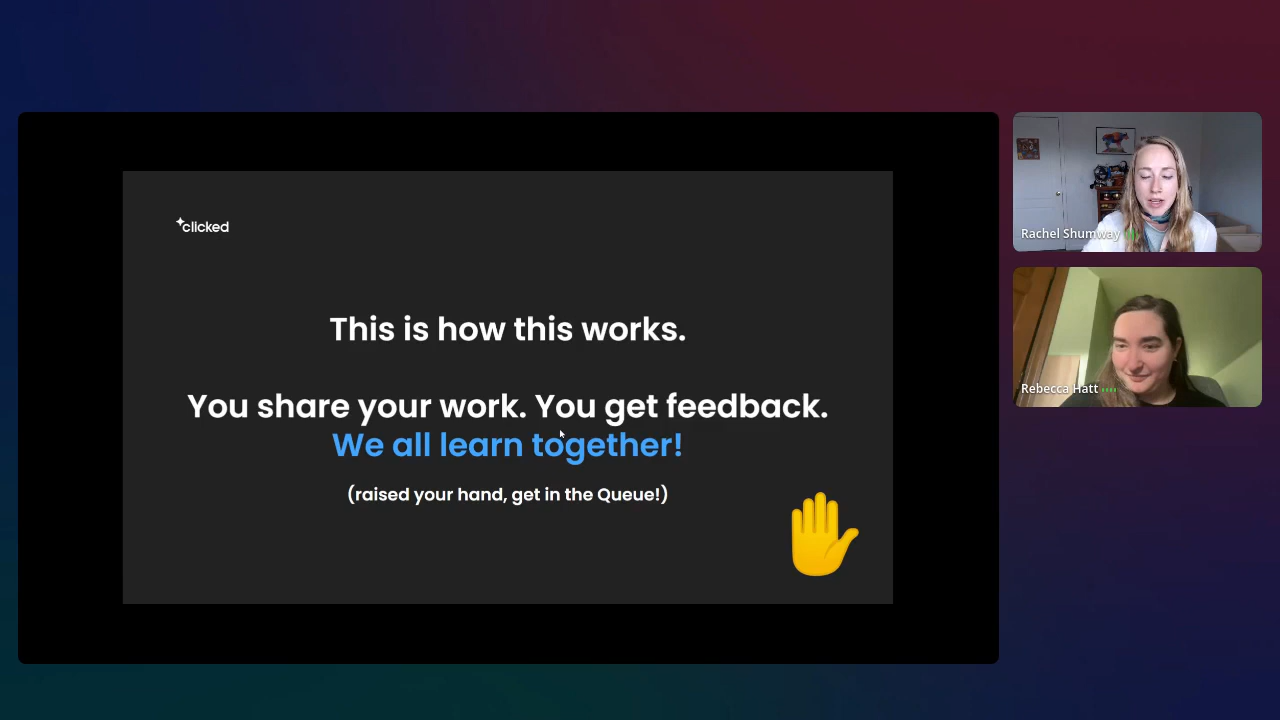 clicked
This is how this works.
You share your work. You get feedback.
We all learn together!
(raised your hand, get in the Queue!)
Rachel Shumway
Rebecca Hatt